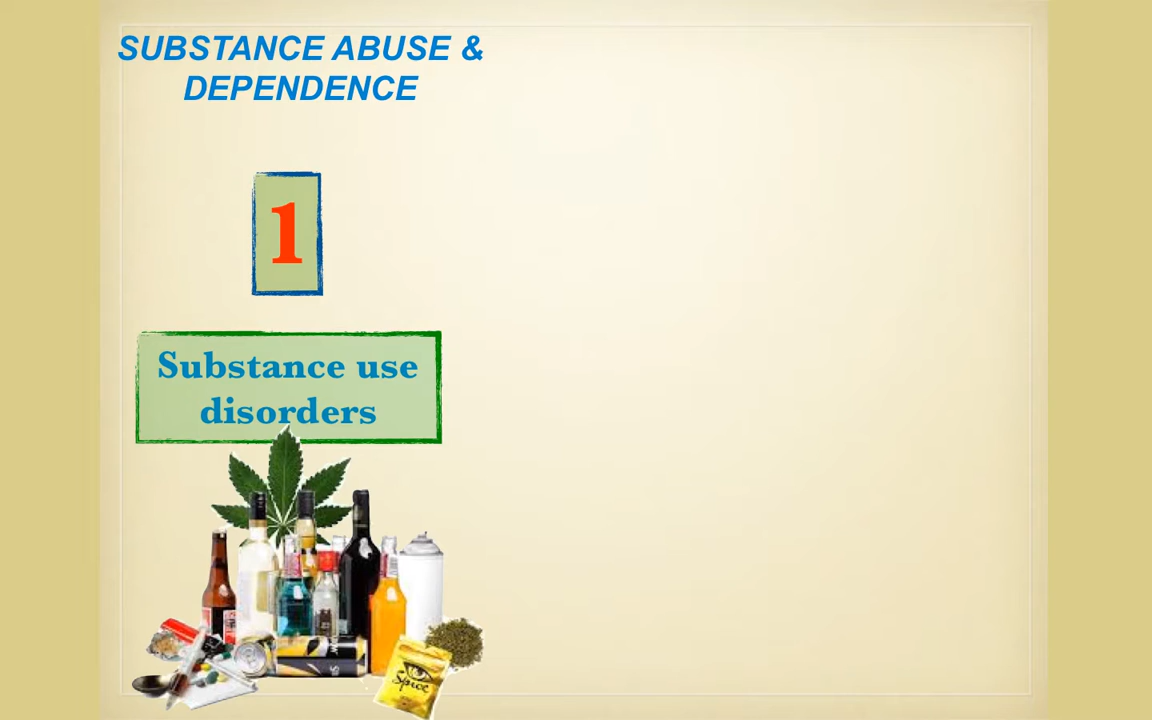 SUBSTANCE ABUSE &
DEPENDENCE
1
Substance use
disorders
Spice